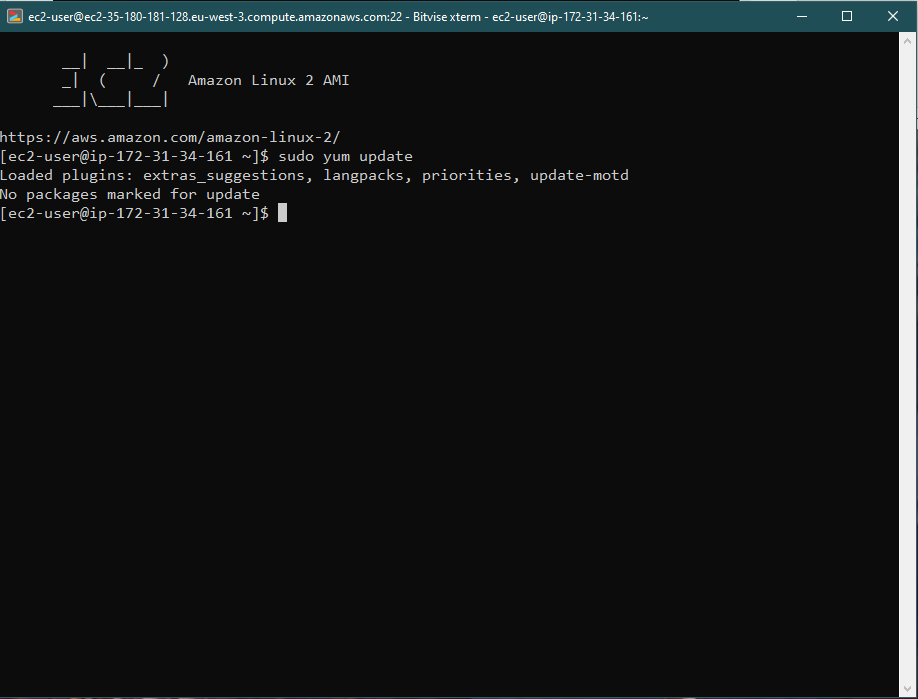 ec2-user@ec2-35-180-181-128.eu-west-3.compute.amazonaws.com:22 - Bitvise xterm - ec2-user@ip-172-31-34-161:~
       __|  __|_  )
       _|  (     /   Amazon Linux 2 AMI
      ___|\___|___|
https://aws.amazon.com/amazon-linux-2/
[ec2-user@ip-172-31-34-161 ~]$ sudo yum update
Loaded plugins: extras_suggestions, langpacks, priorities, update-motd
No packages marked for update
[ec2-user@ip-172-31-34-161 ~]$